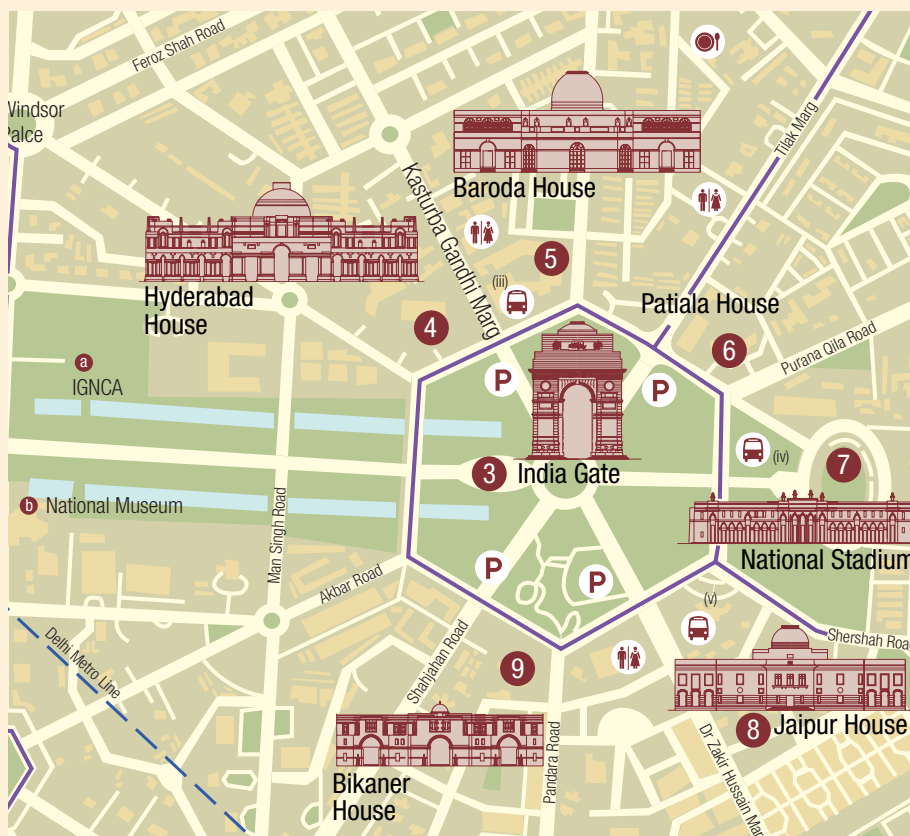 Feroz Shah Road
Windsor
Palce
Tilak Marg
Baroda House
Kasturba Gandhi Marg
5
(iii)
Hyderabad
House
Patiala House
4
6
Purana Qila Road
a
IGNCA
P
P
(iv)
7
3
India Gate
b
National Museum
Man Singh Road
National Stadium
P
P
Akbar Road
(v)
Shershah Road
Delhi Metro Line
Shahjahan Road
9
8
Jaipur House
Pandara Road
Dr Zakir Hussain Mar
Bikaner
House